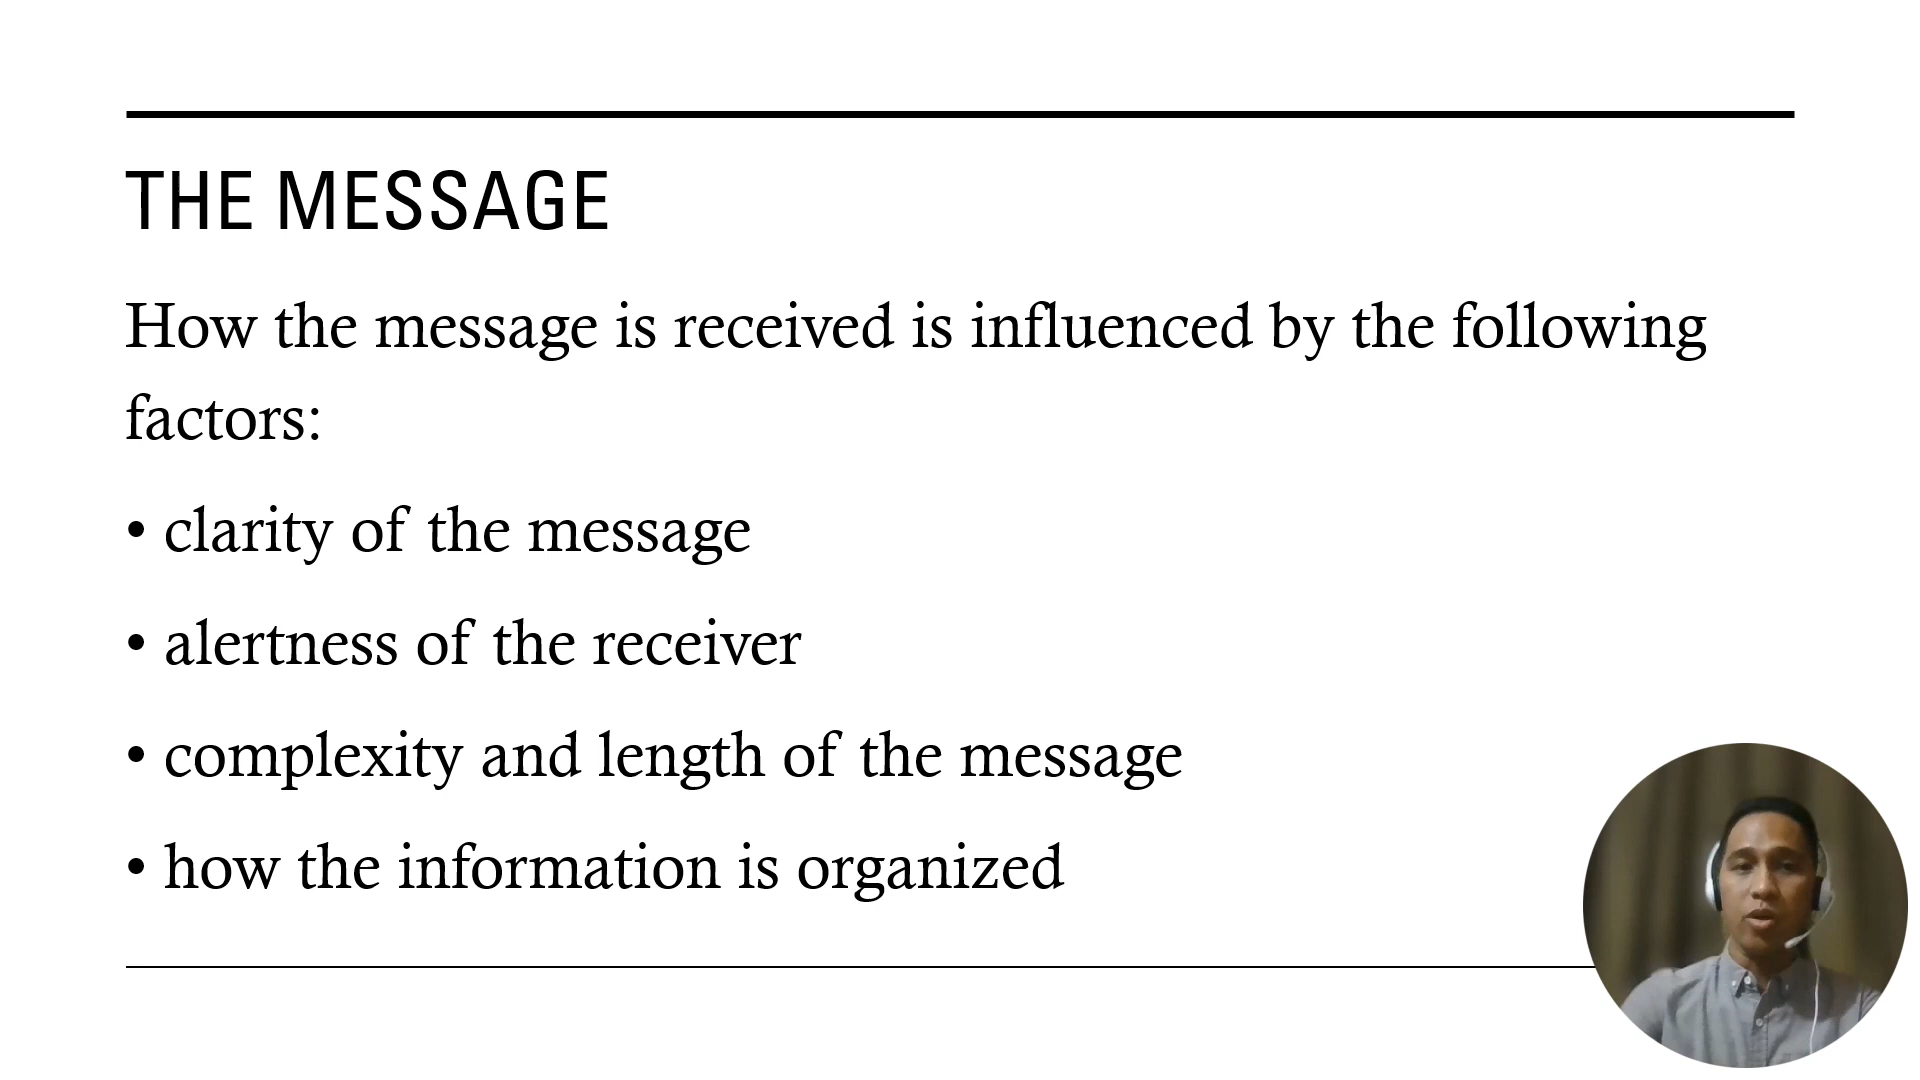 THE MESSAGE
How the message is received is influenced by the following
factors:
• clarity of the message
• alertness of the receiver
• complexity and length of the message
• how the information is organized